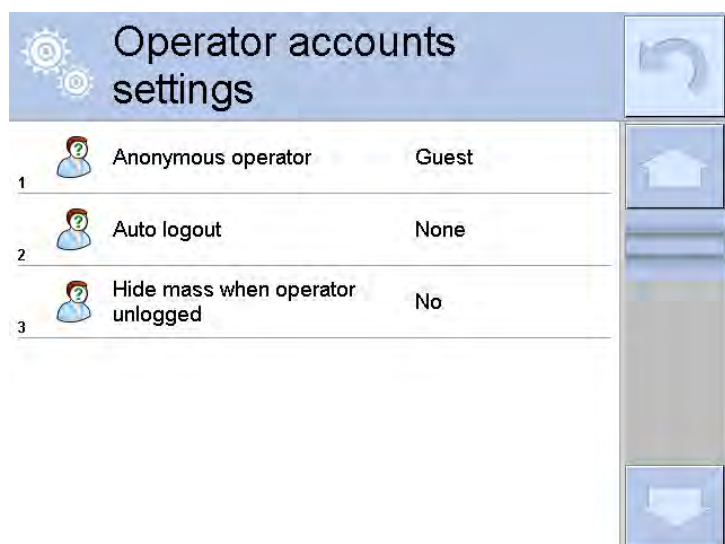 Operator accounts
settings
Anonymous operator Guest
1
Auto logout None
2
Hide mass when operator
unlogged No
3